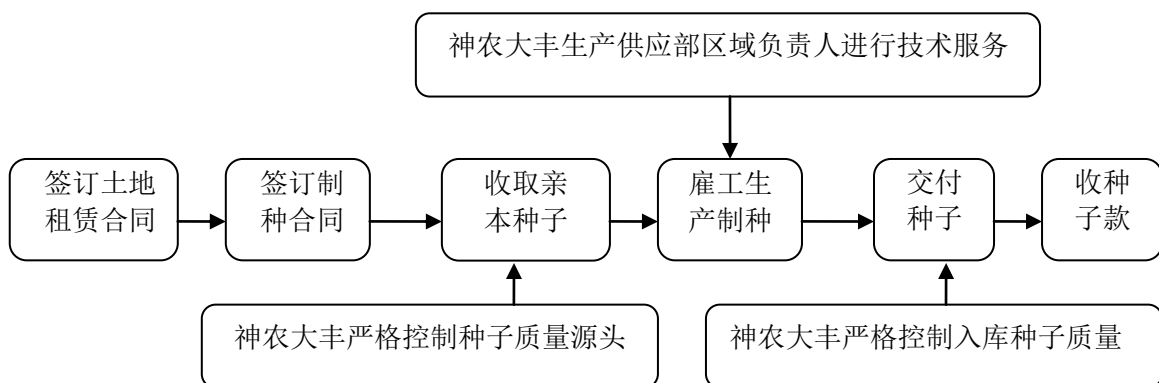 神农大丰生产供应部区域负责人进行技术服务
签订土地
租赁合同
签订制
种合同
收取亲
本种子
雇工生
产制种
交付
种子
收种
子款
神农大丰严格控制种子质量源头
神农大丰严格控制入库种子质量